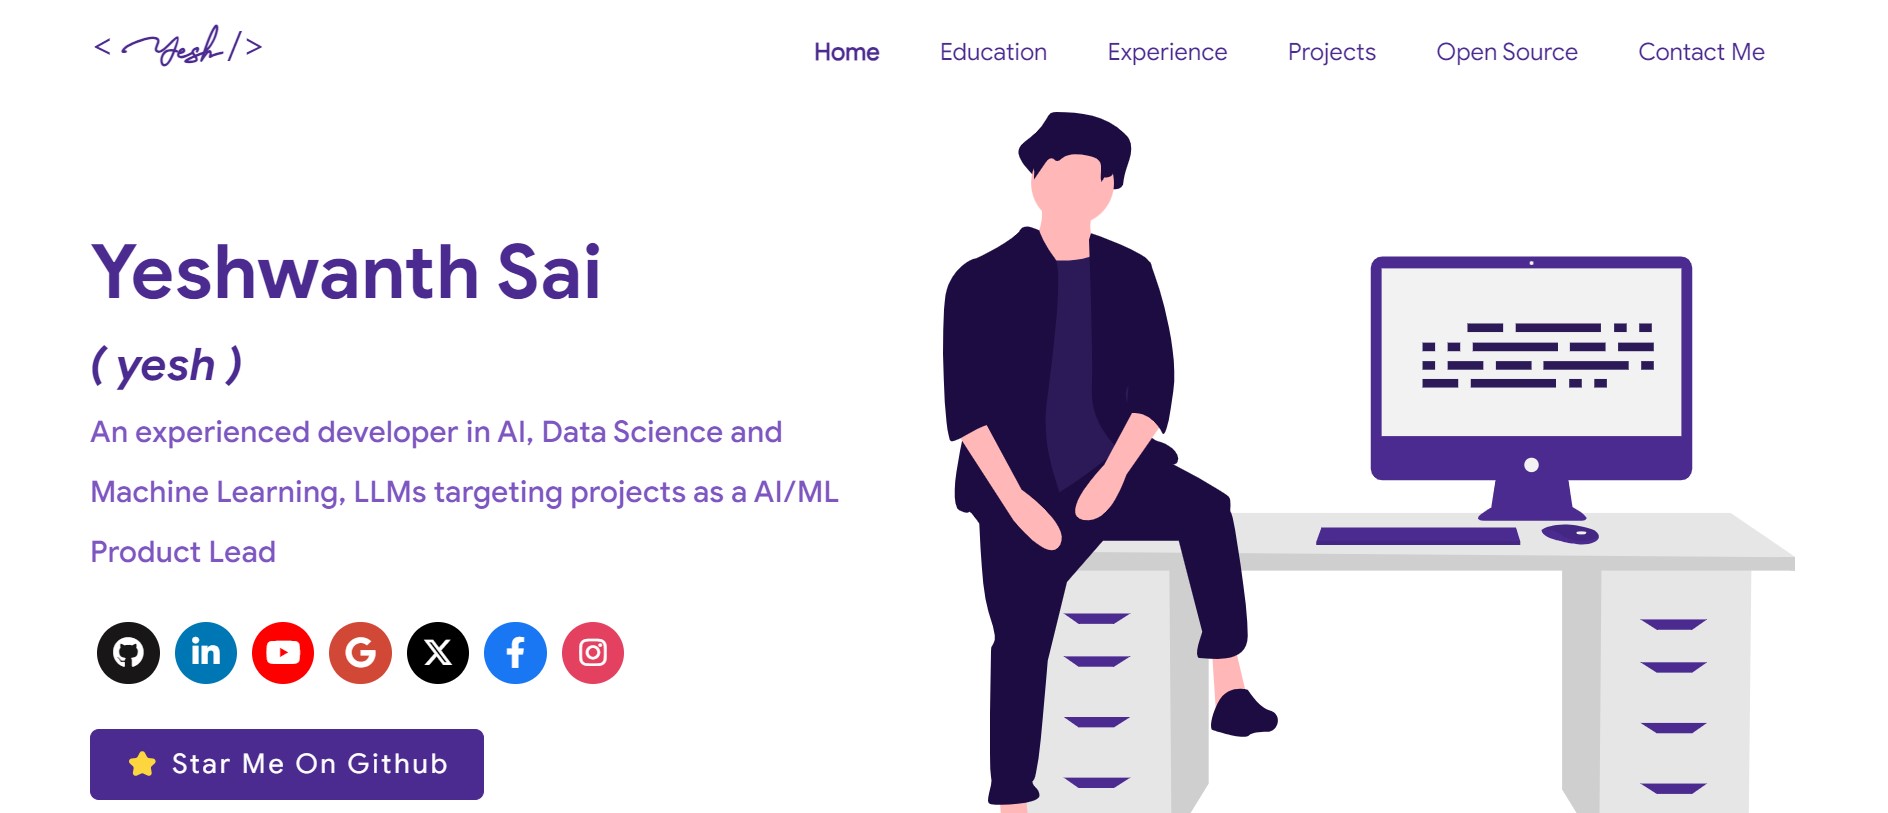 < Yesh />
Home Education Experience Projects Open Source Contact Me
Yeshwanth Sai
( yesh )
An experienced developer in AI, Data Science and
Machine Learning, LLMs targeting projects as a AI/ML
Product Lead
Star Me On Github